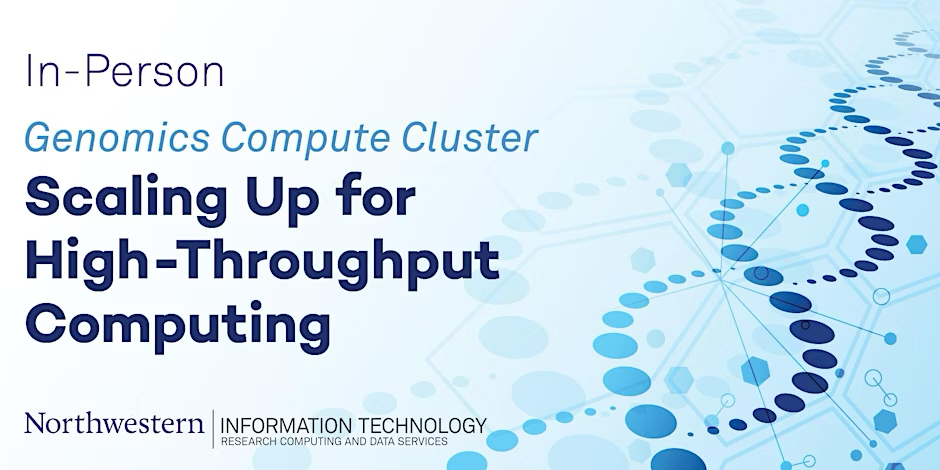 In-Person
Genomics Compute Cluster
Scaling Up for
High-Throughput
Computing
Northwestern
INFORMATION TECHNOLOGY
RESEARCH COMPUTING AND DATA SERVICES